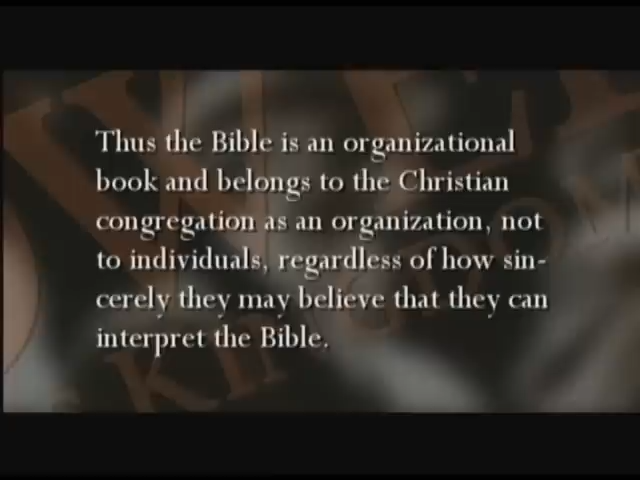 Thus the Bible is an organizational
book and belongs to the Christian
congregation as an organization, not
to individuals, regardless of how sin-
cerely they may believe that they can
interpret the Bible.